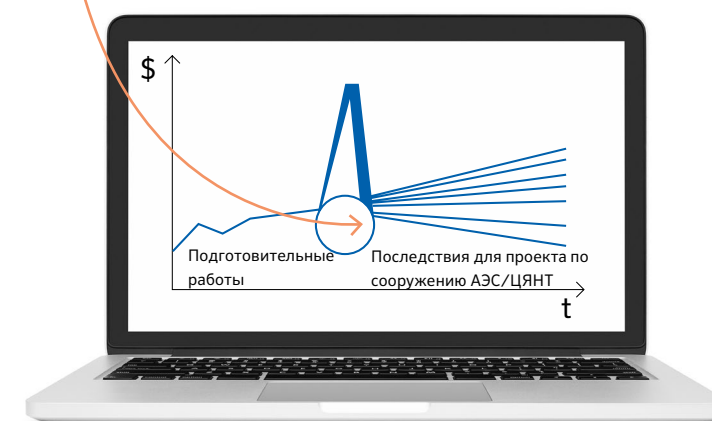 $
Подготовительные
работы
Последствия для проекта по
сооружению АЭС/ЦЯНТ
t